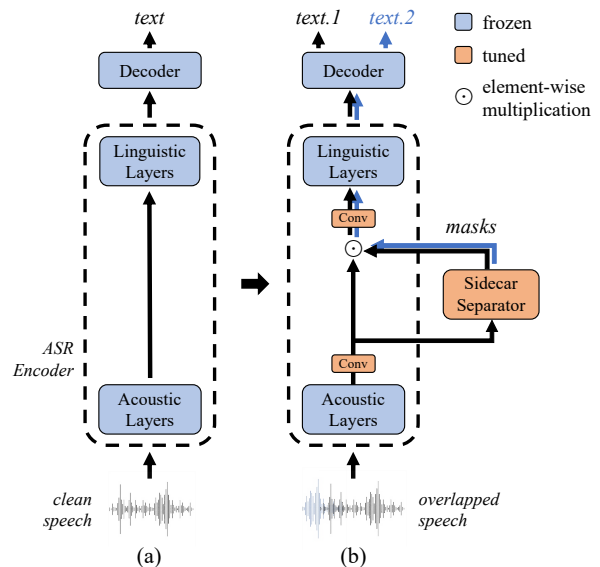 text
text.1
text.2
frozen
tuned
element-wise
multiplication
Decoder
Decoder
Linguistic
Layers
Linguistic
Layers
Conv
masks
Sidecar
Separator
ASR
Encoder
Conv
Acoustic
Layers
Acoustic
Layers
clean
speech
overlapped
speech
(a)
(b)